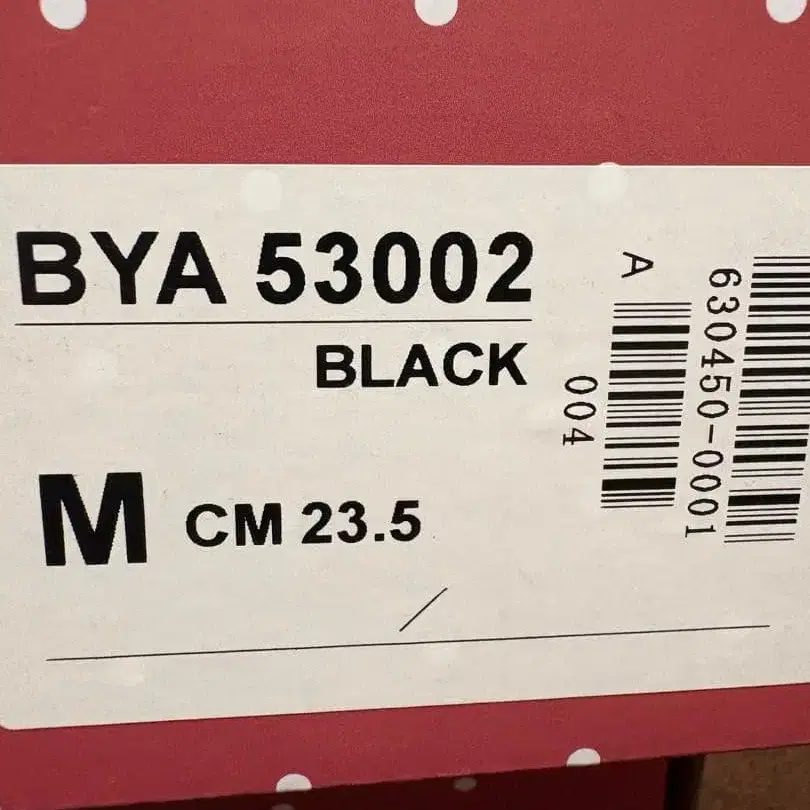 BYA 53002
BLACK
M CM 23.5
A
004
630450-0001